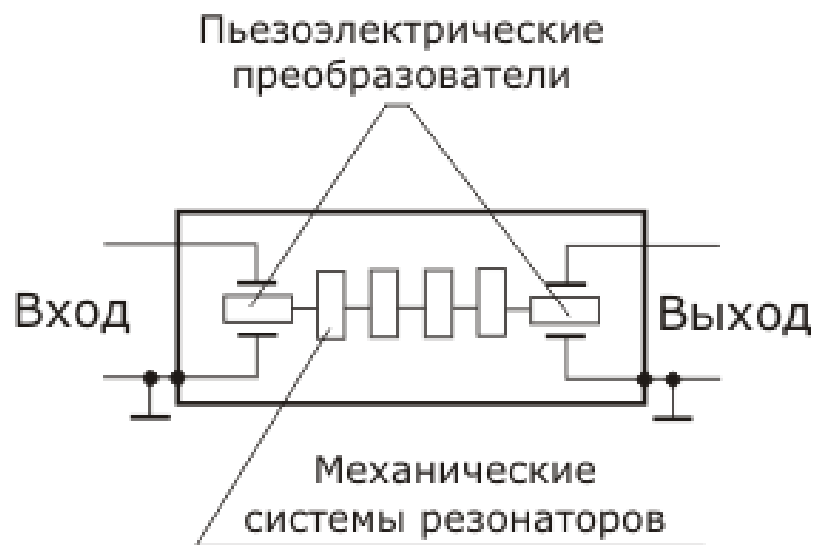 Пьезоэлектрические
преобразователи
Вход
Выход
Механические
системы резонаторов